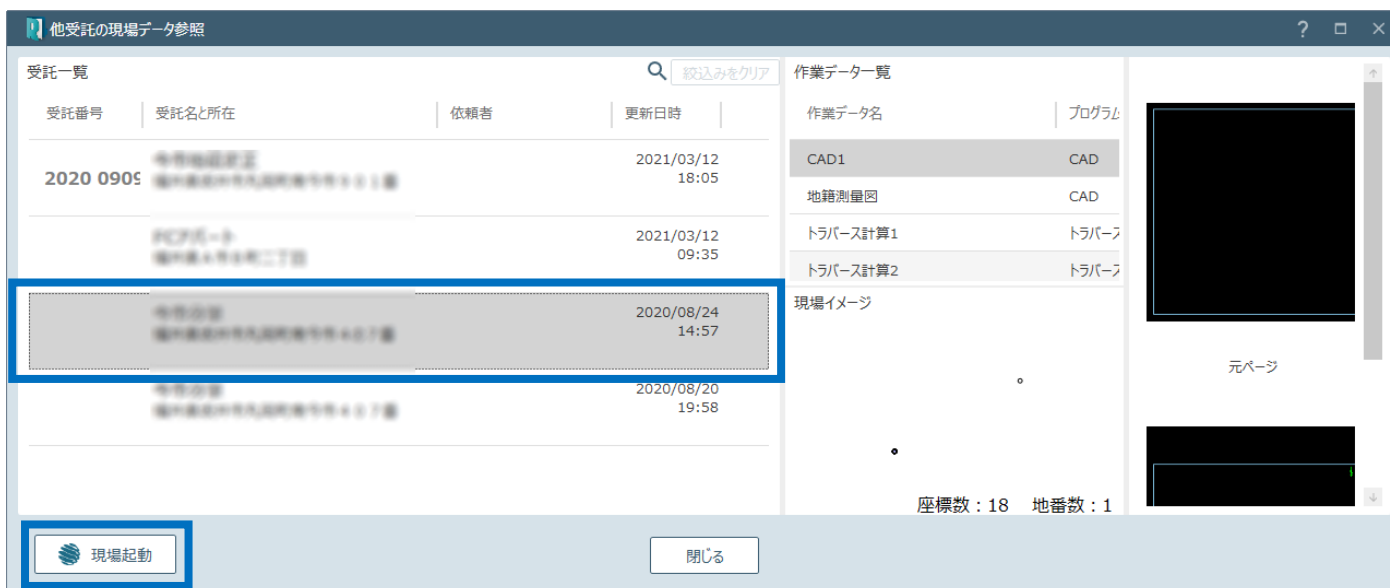 他受託の現場データ参照
受託一覧
絞込みをクリア
作業データ一覧
受託番号 受託名と所在 依頼者 更新日時
作業データ名 プログラム
2020 0909
2021/03/12
18:05
2021/03/12
09:35
2020/08/24
14:57
2020/08/20
19:58
CAD1 CAD
地籍測量図 CAD
トラバース計算1 トラバース
トラバース計算2 トラバース
現場イメージ
座標数：18 地番数：1
元ページ
現場起動
閉じる